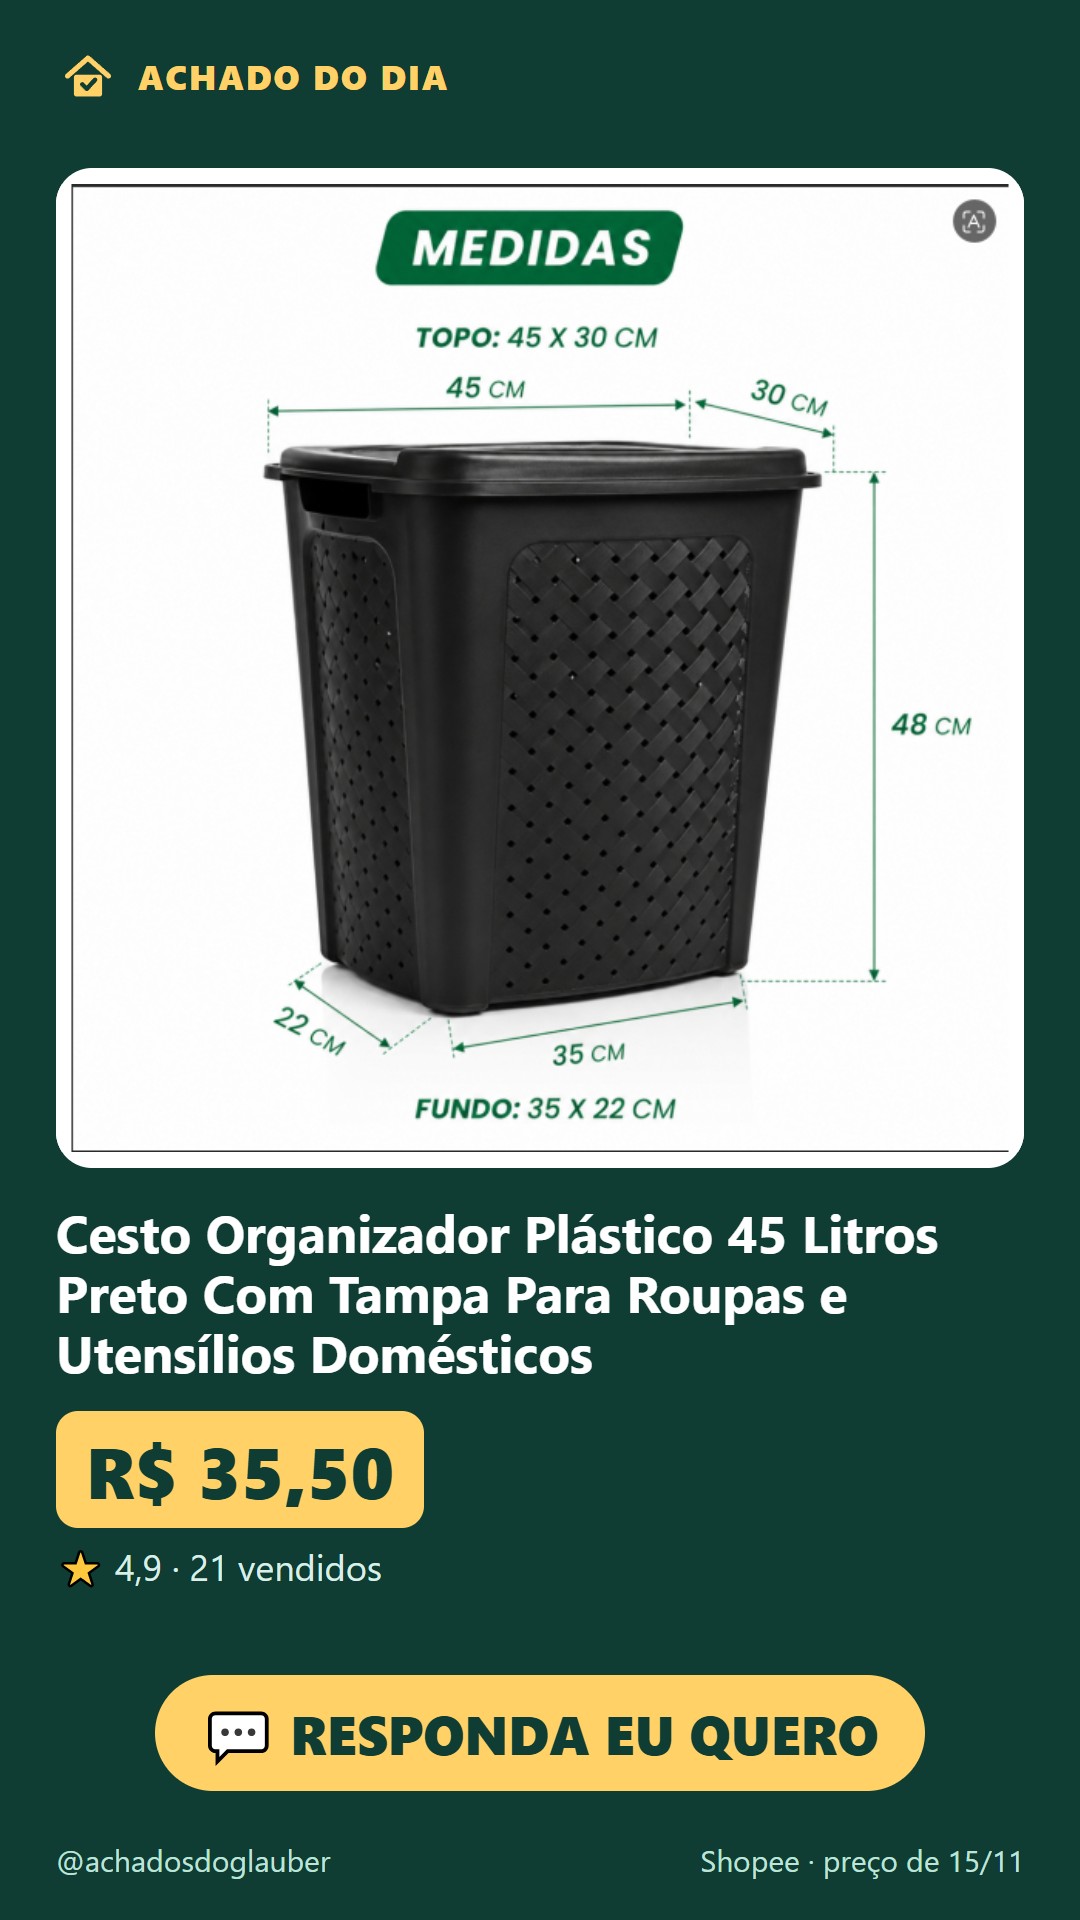 ACHADO DO DIA
MEDIDAS
TOPO: 45 X 30 CM
45 CM
30 CM
48 CM
22 CM
35 CM
FUNDO: 35 X 22 CM
Cesto Organizador Plástico 45 Litros
Preto Com Tampa Para Roupas e
Utensílios Domésticos
R$ 35,50
4,9 · 21 vendidos
RESPONDA EU QUERO
@achadosdoglauber
Shopee · preço de 15/11